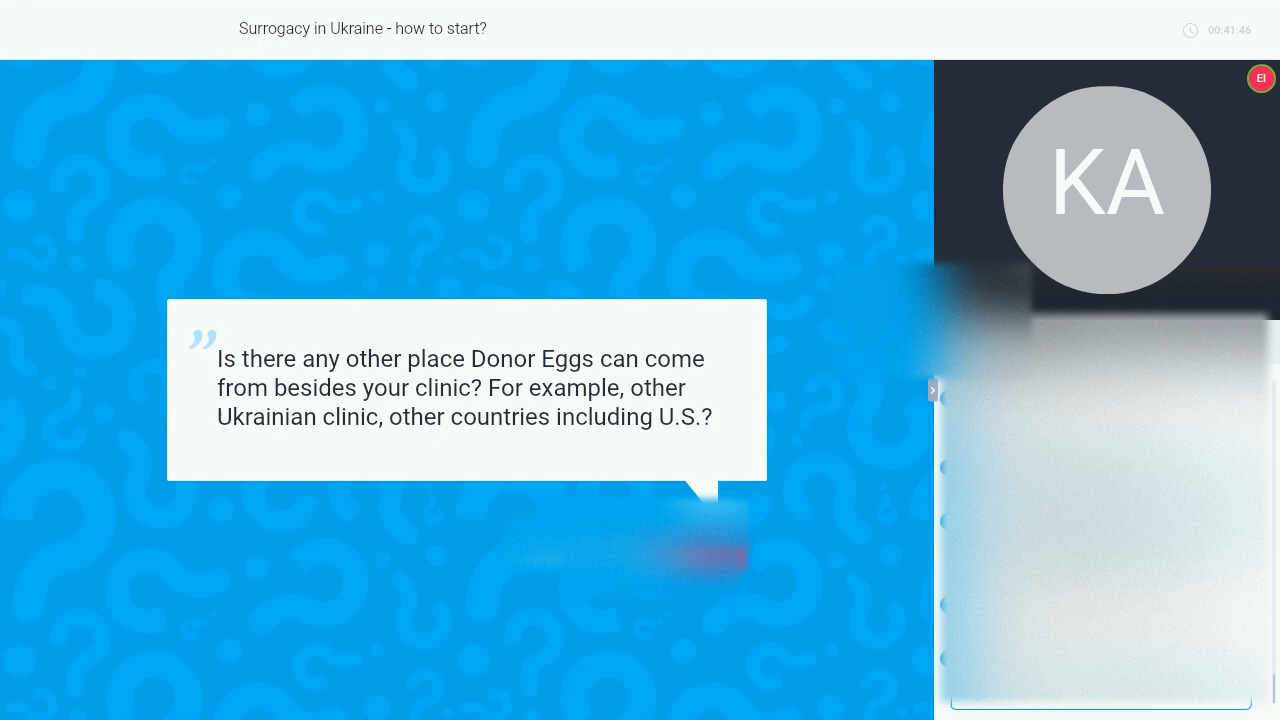 Surrogacy in Ukraine - how to start?
00:41:46
EI
KA
Is there any other place Donor Eggs can come
from besides your clinic? For example, other
Ukrainian clinic, other countries including U.S.?